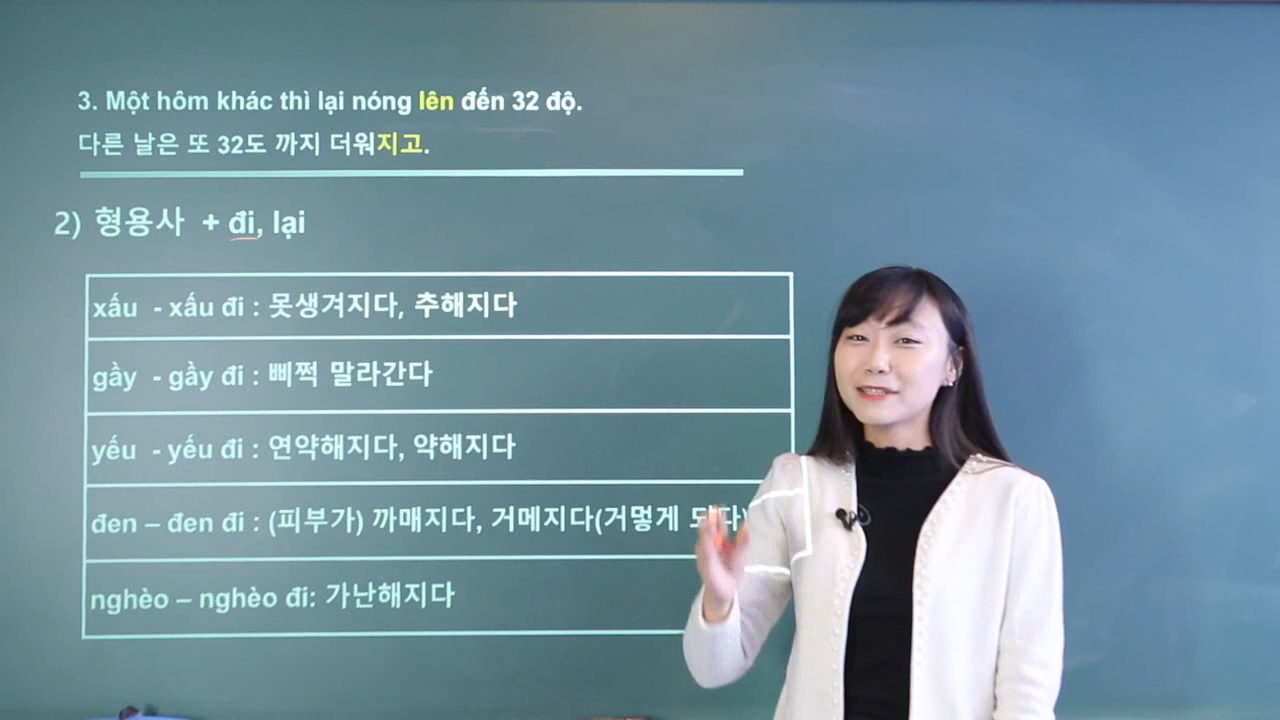 3. Một hôm khác thì lại nóng lên đến 32 độ.
다른 날은 또 32도 까지 더워지고.
2) 형용사 + đi, lại
xấu - xấu đi : 못생겨지다, 추해지다
gầy - gầy đi : 삐쩍 말라간다
yếu - yếu đi : 연약해지다, 약해지다
đen – đen đi : (피부가) 까매지다, 거메지다(거멓게 되다)
nghèo – nghèo đi: 가난해지다